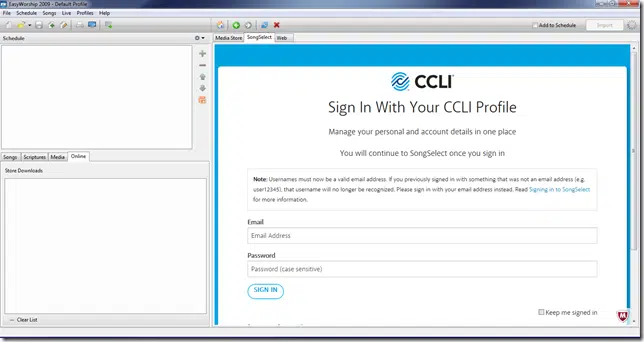 EasyWorship 2009 - Default Profile
File Schedule Songs Live Profiles Help
Add to Schedule
Import
Schedule
Media Store SongSelect Web
CCLI
Sign In With Your CCLI Profile
Manage your personal and account details in one place
You will continue to SongSelect once you sign in
Note: Usernames must now be a valid email address. If you previously signed in with something that was not an email address (e.g.
user12345), that username will no longer be recognized. Please sign in with your email address instead. Read Signing in to SongSelect
for more information.
Email
Email Address
Password
Password (case sensitive)
SIGN IN
Keep me signed in
Songs Scriptures Media Online
Store Downloads
Clear List